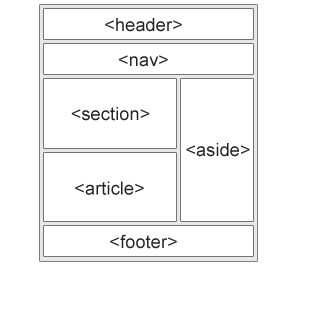 <header>
<nav>
<section>
<aside>
<article>
<footer>